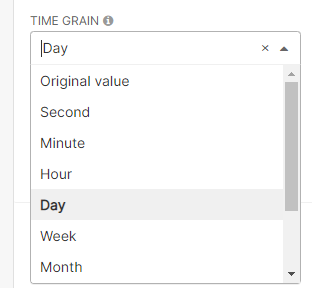 TIME GRAIN
Day
Original value
Second
Minute
Hour
Day
Week
Month